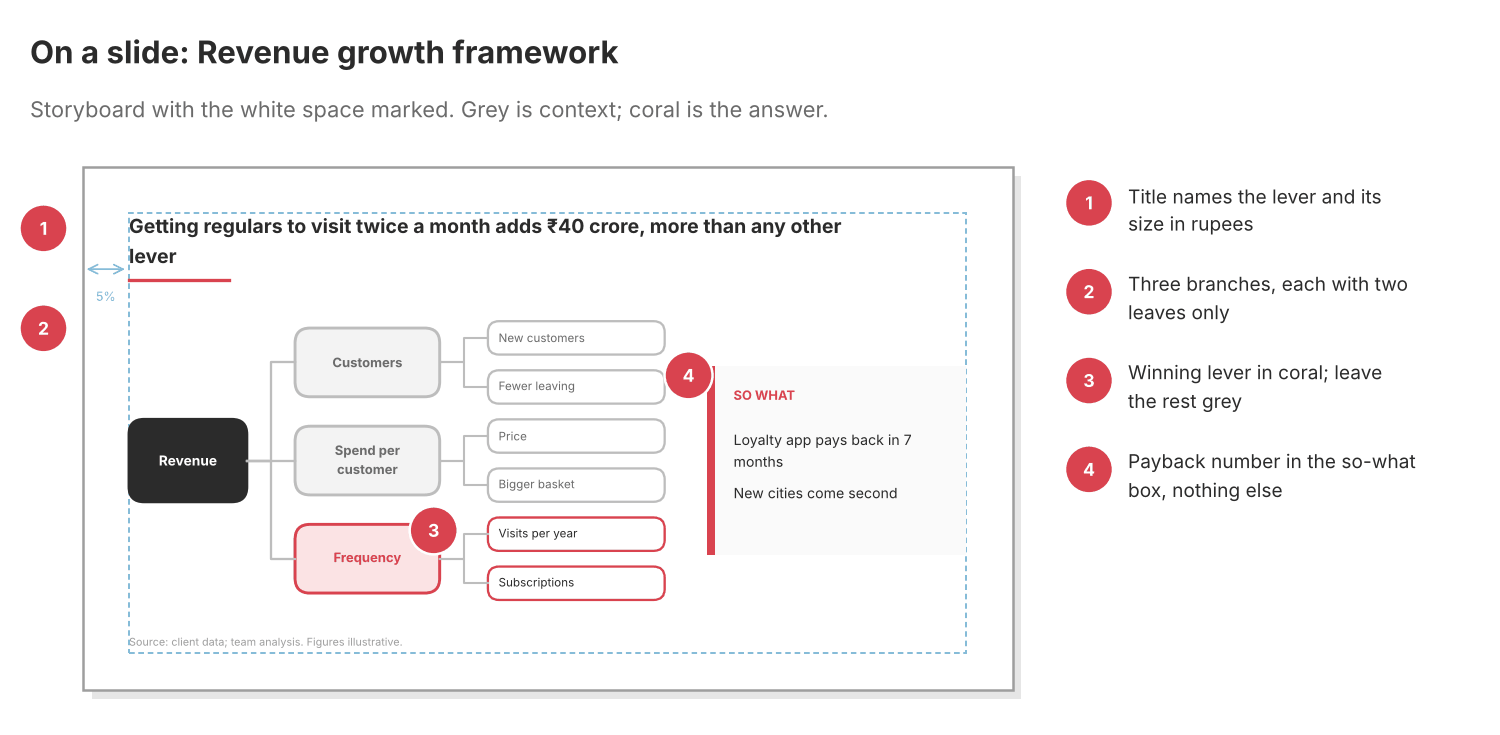 On a slide: Revenue growth framework
Storyboard with the white space marked. Grey is context; coral is the answer.
1
Getting regulars to visit twice a month adds ₹40 crore, more than any other
lever
5%
2
Revenue
Customers
New customers
Fewer leaving
Spend per
customer
Price
Bigger basket
3
Frequency
Visits per year
Subscriptions
4
SO WHAT
Loyalty app pays back in 7
months
New cities come second
Source: client data; team analysis. Figures illustrative.
1
Title names the lever and its
size in rupees
2
Three branches, each with two
leaves only
3
Winning lever in coral; leave
the rest grey
4
Payback number in the so-what
box, nothing else